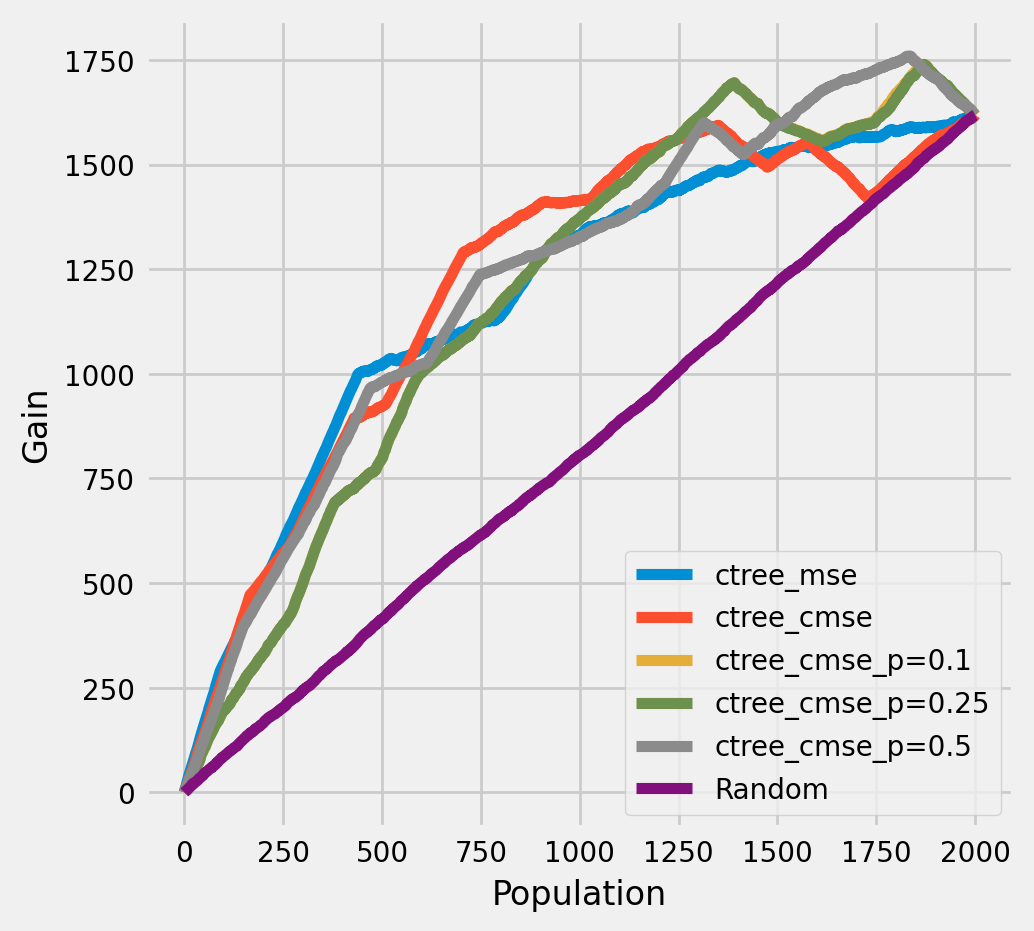 1750
1500
1250
1000
750
500
250
0
Gain
0 250 500 750 1000 1250 1500 1750 2000
Population
ctree_mse
ctree_cmse
ctree_cmse_p=0.1
ctree_cmse_p=0.25
ctree_cmse_p=0.5
Random